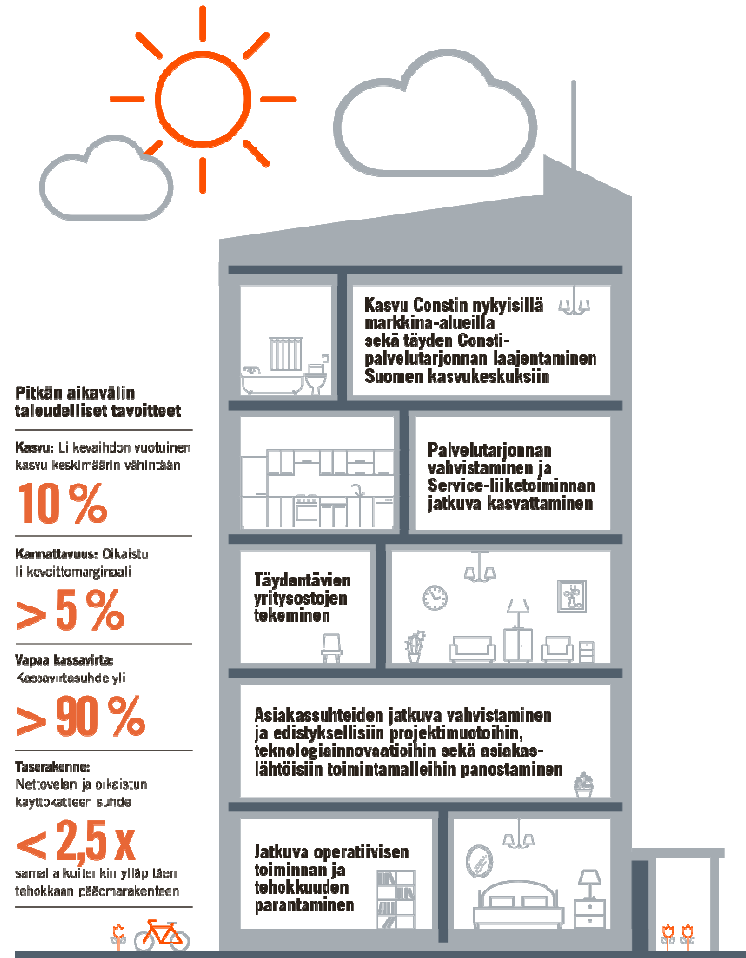 Kasvu Constin nykyisillä
markkina-alueilla
sekä täyden Consti-
palvelutarjonnan laajentaminen
Suomen kasvukeskuksiin
Pitkän aikavälin
taloudelliset tavoitteet
Kasvu: Liikevaihdon vuotuinen
kasvu keskimäärin vähintään
10 %
Kannattavuus: Oikaistu
liikevoittomarginaali
> 5 %
Vapaa kassavirta:
Kassavirtasuhde yli
> 90 %
Taserakenne:
Nettovelan ja oikaistun
käyttökatteen suhde
< 2,5 x
samalla kuitenkin ylläpitäen
tehokkaan pääomarakenteen
Palvelutarjonnan
vahvistaminen ja
Service-liiketoiminnan
jatkuva kasvattaminen
Täydentävien
yritysostojen
tekeminen
Asiakassuhteiden jatkuva vahvistaminen
ja edistyksellisiin projektimuotoihin,
teknologiainnovaatioihin sekä asiakas-
lähtöisiin toimintamalleihin panostaminen
Jatkuva operatiivisen
toiminnan ja
tehokkuuden
parantaminen